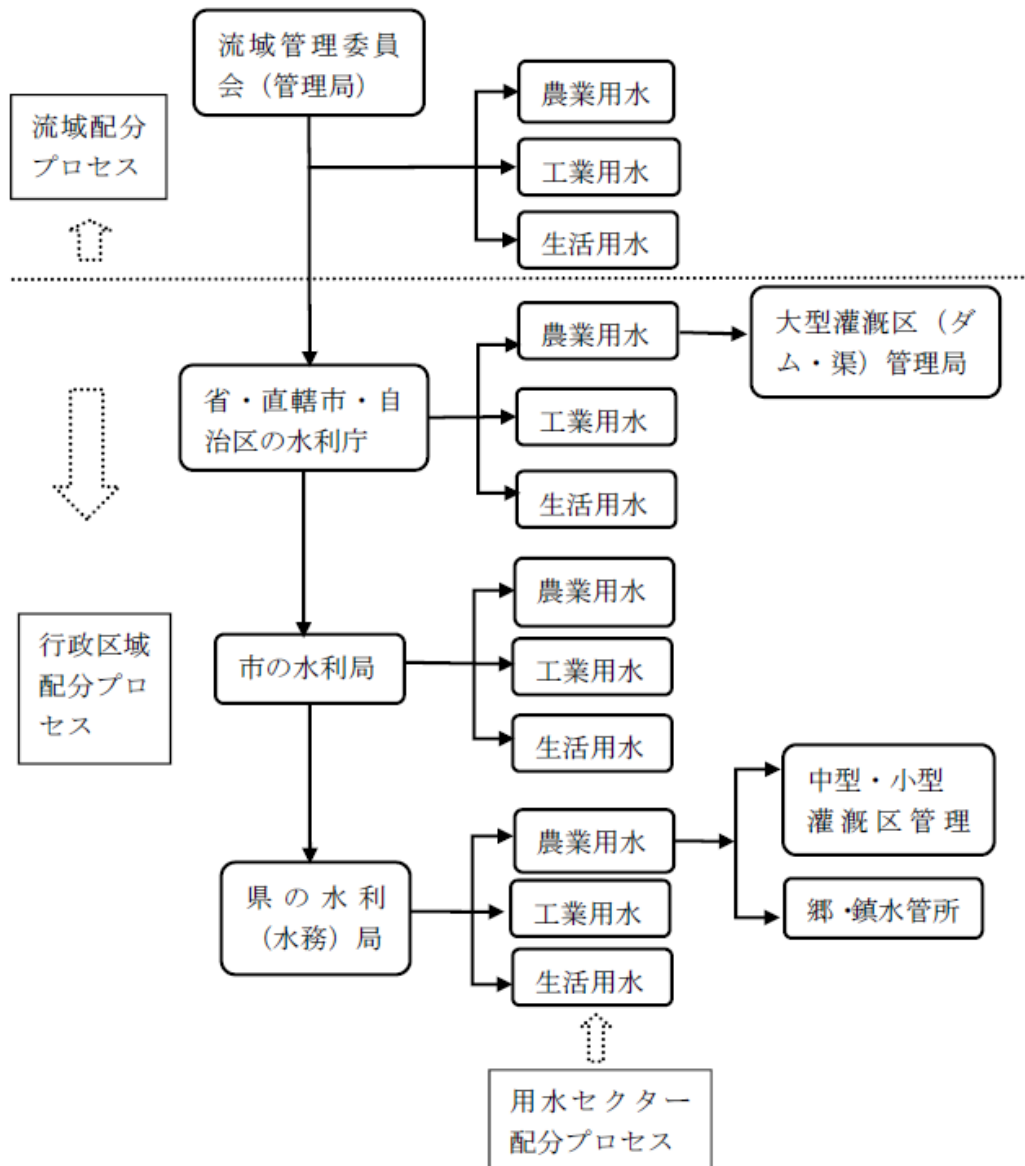 流域管理委員
会（管理局）
農業用水
流域配分
プロセス
工業用水
生活用水
農業用水
大型灌漑区（ダ
ム・渠）管理局
省・直轄市・自
治区の水利庁
工業用水
生活用水
農業用水
行政区域
配分プロ
セス
市の水利局
工業用水
生活用水
中型・小型
灌漑区管理
農業用水
県の水利
（水務）局
工業用水
郷・鎮水管所
生活用水
用水セクター
配分プロセス